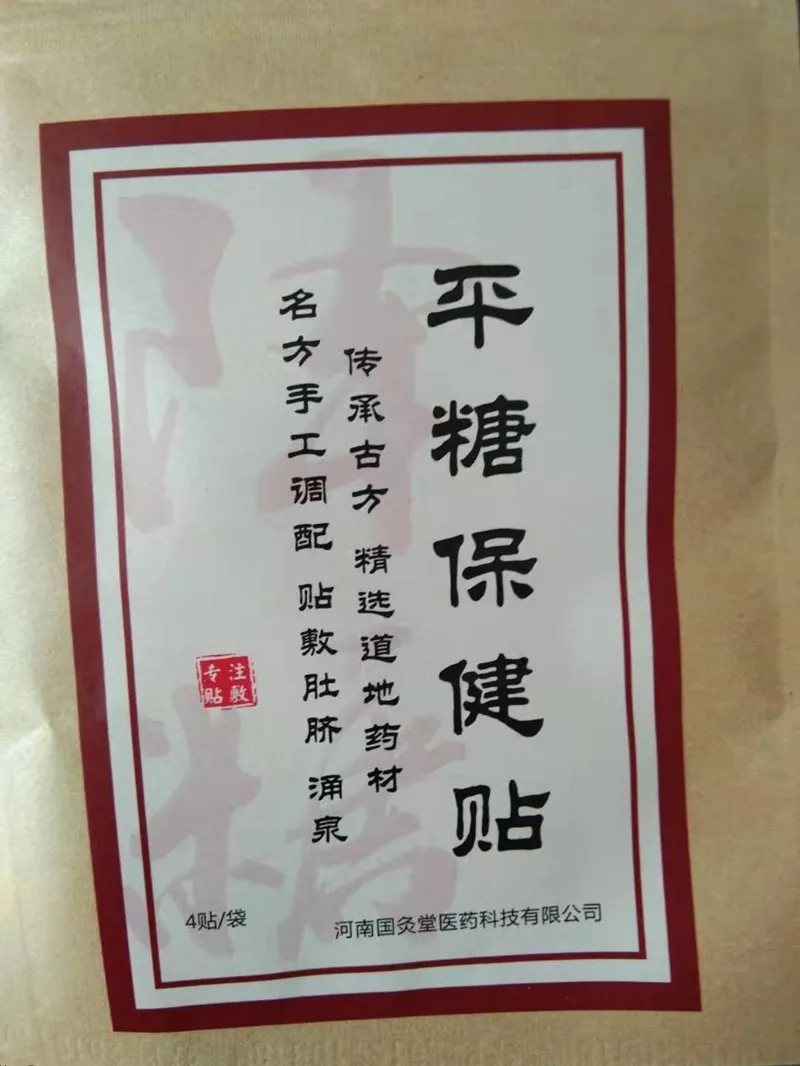 平糖保健贴
传承古方 精选道地药材
名方手工调配 贴敷肚脐 涌泉
专注
贴敷
4贴/袋
河南国灸堂医药科技有限公司